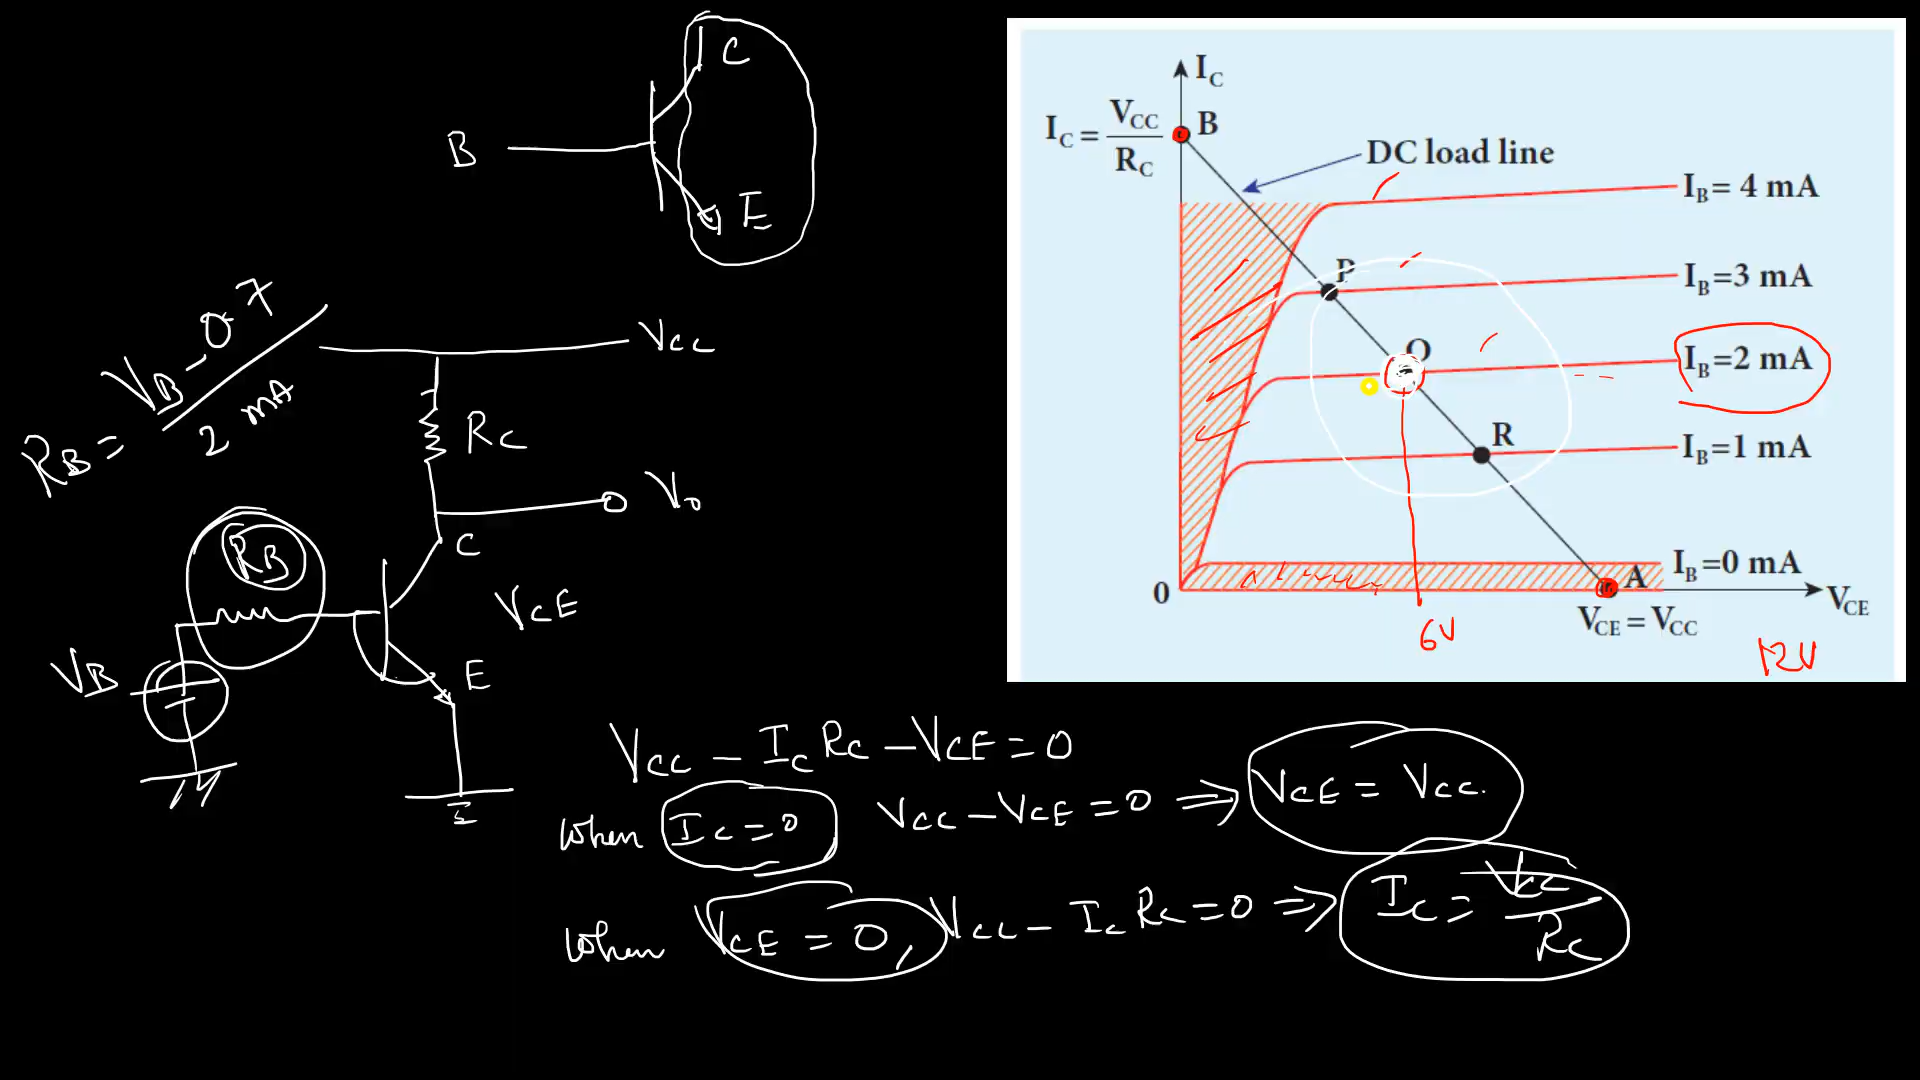 C
B
E
VB - 0.7
RB = 2 mA
VCC
RC
V0
C
RB
VCE
VB
E
VCC - ICRC - VCE = 0
when IC = 0 VCC - VCE = 0 ⇒ VCE = VCC.
when VCE = 0, VCC - ICRC = 0 ⇒ IC = VCC / RC
IC
IC = VCC / RC
B
DC load line
IB= 4 mA
P
IB=3 mA
Q
IB=2 mA
R
IB=1 mA
IB=0 mA
0
A
VCE
VCE = VCC
6V
12V